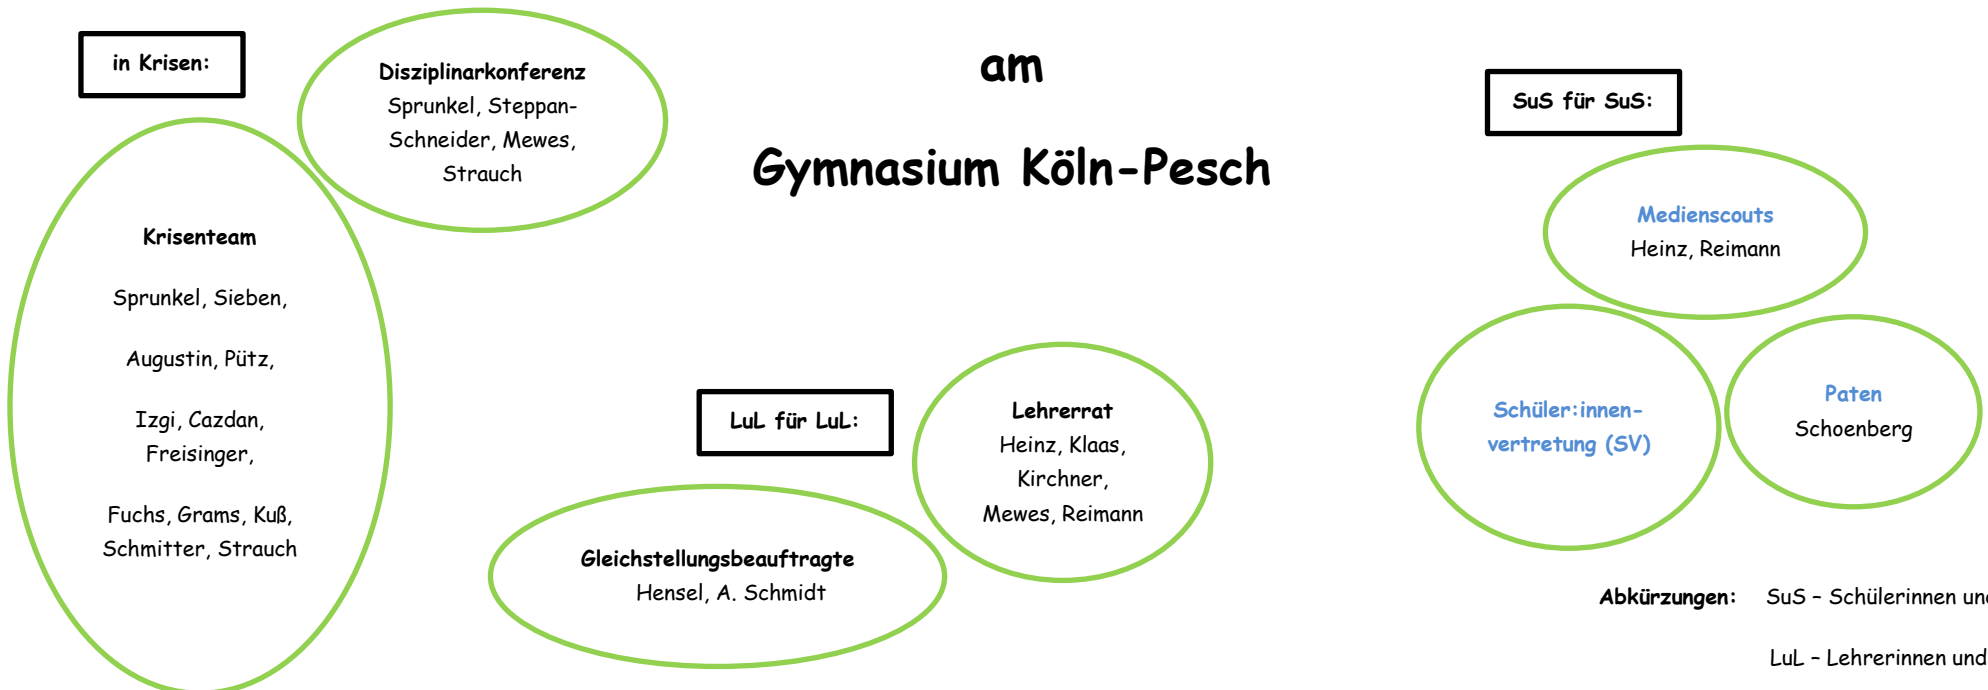 am
Gymnasium Köln-Pesch
in Krisen:
Disziplinarkonferenz
Sprunkel, Steppan-
Schneider, Mewes,
Strauch
Krisenteam
Sprunkel, Sieben,
Augustin, Pütz,
Izgi, Cazdan,
Freisinger,
Fuchs, Grams, Kuß,
Schmitter, Strauch
LuL für LuL:
Lehrerrat
Heinz, Klaas,
Kirchner,
Mewes, Reimann
Gleichstellungsbeauftragte
Hensel, A. Schmidt
SuS für SuS:
Medienscouts
Heinz, Reimann
Schüler:innen-
vertretung (SV)
Paten
Schoenberg
Abkürzungen: SuS – Schülerinnen und
LuL – Lehrerinnen und